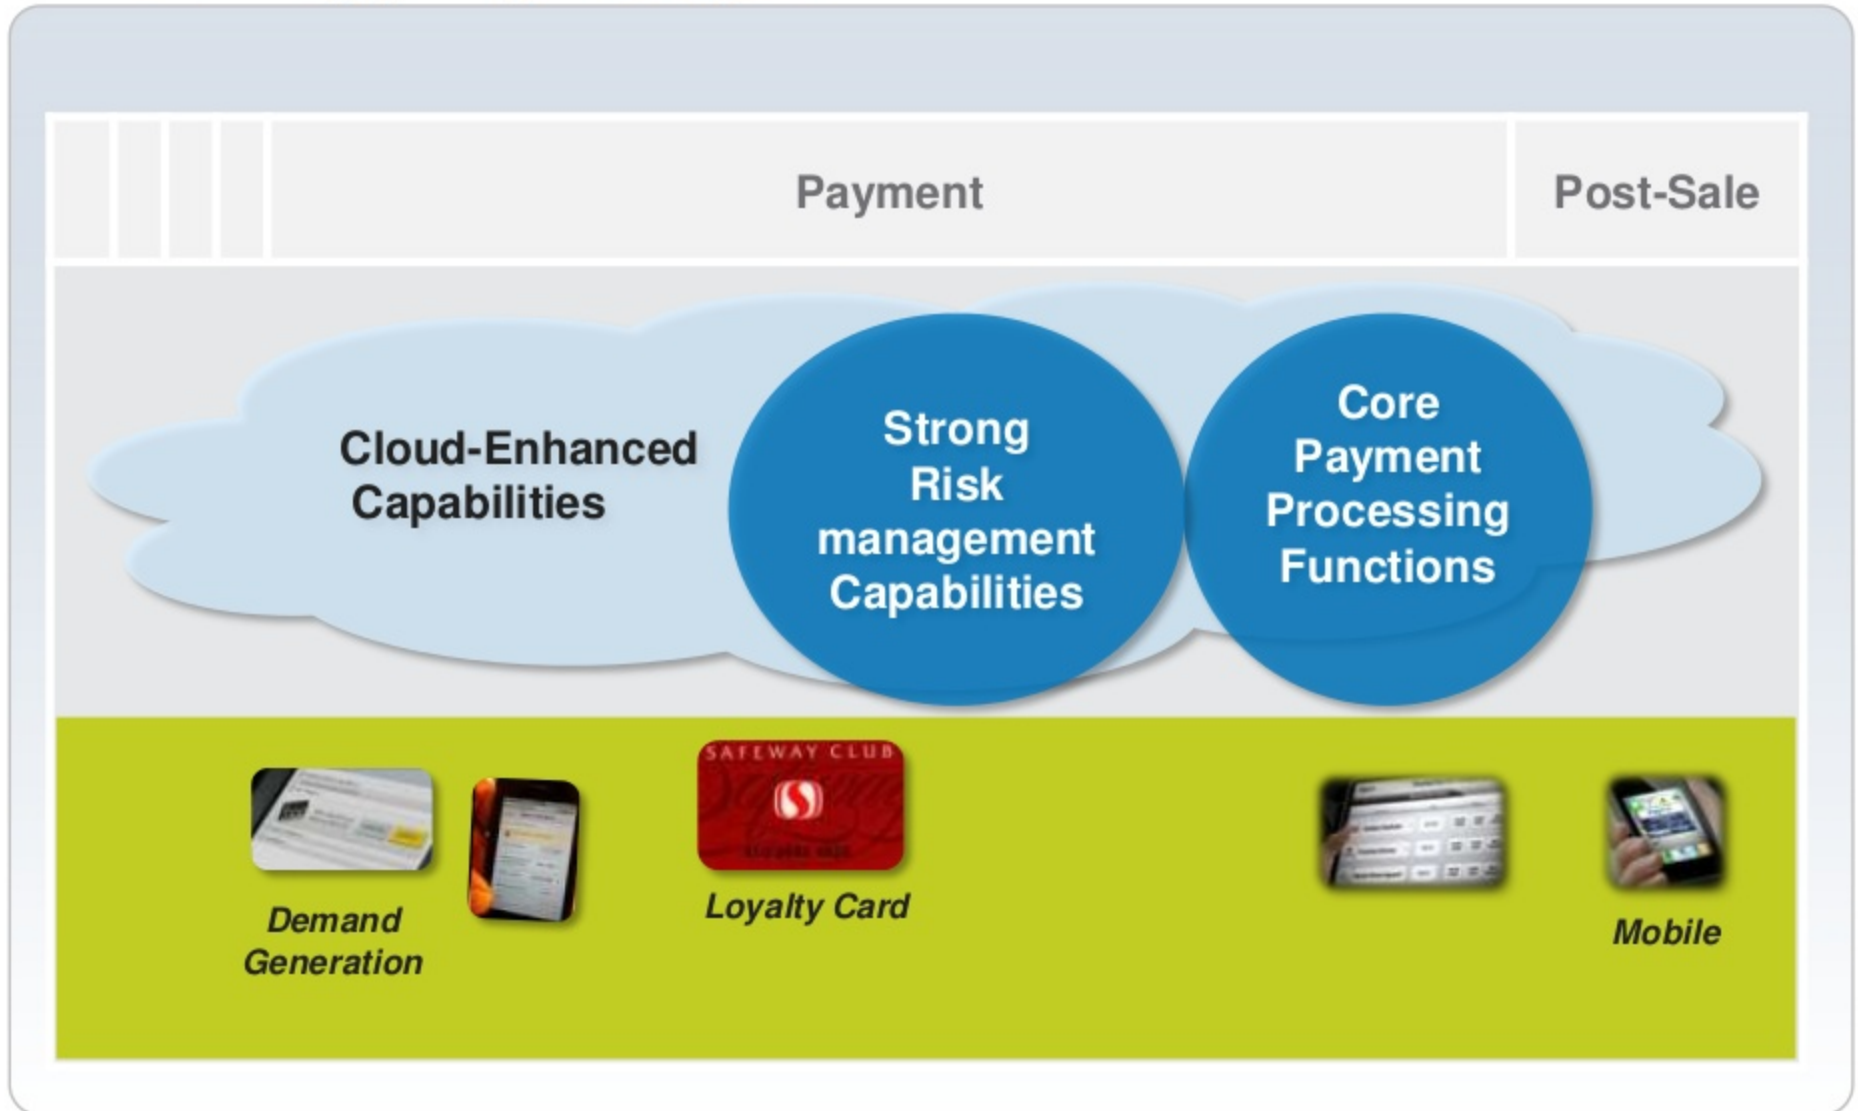 Payment
Post-Sale
Cloud-Enhanced
Capabilities
Strong
Risk
management
Capabilities
Core
Payment
Processing
Functions
SAFEWAY CLUB
Demand
Generation
Loyalty Card
Mobile